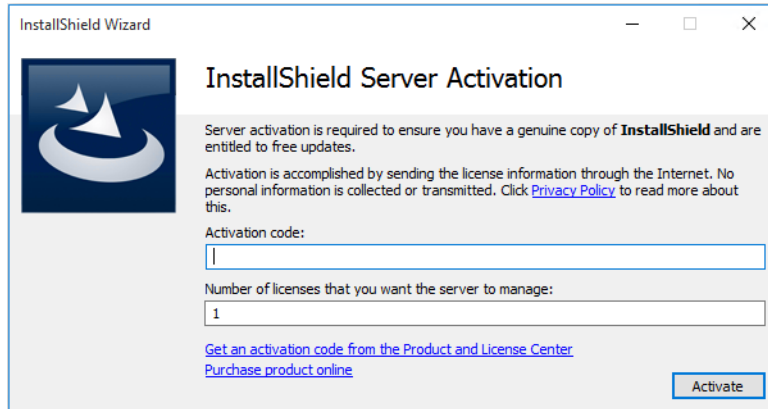 InstallShield Wizard
InstallShield Server Activation
Server activation is required to ensure you have a genuine copy of InstallShield and are
entitled to free updates.
Activation is accomplished by sending the license information through the Internet. No
personal information is collected or transmitted. Click Privacy Policy to read more about
this.
Activation code:
Number of licenses that you want the server to manage:
1
Get an activation code from the Product and License Center
Purchase product online
Activate